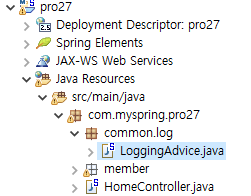 pro27
Deployment Descriptor: pro27
Spring Elements
JAX-WS Web Services
Java Resources
src/main/java
com.myspring.pro27
common.log
LoggingAdvice.java
member
HomeController.java